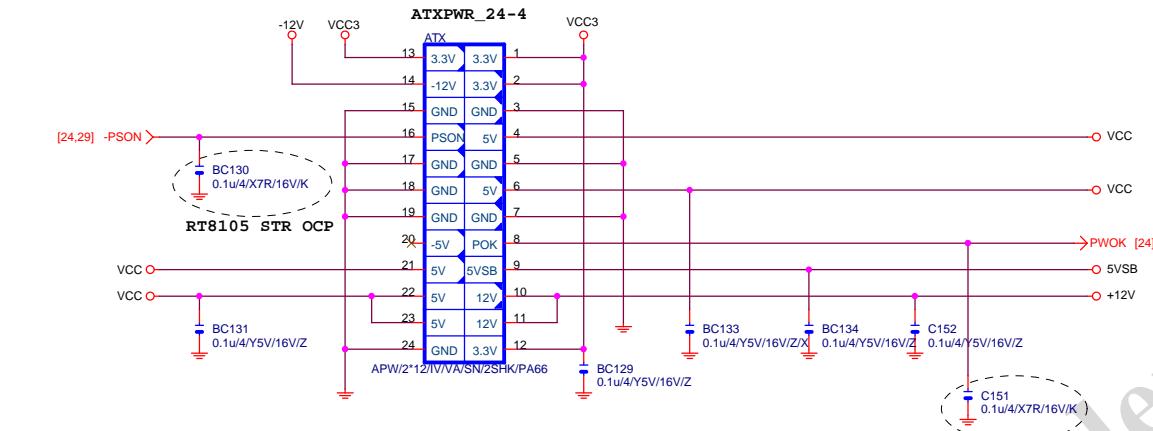 ATXPWR_24-4
-12V
VCC3
VCC3
ATX
13 3.3V 3.3V 1
14 -12V 3.3V 2
15 GND GND 3
[24,29] -PSON 16 PSON 5V 4 VCC
17 GND GND 5
BC130
0.1u/4/X7R/16V/K
18 GND 5V 6 VCC
19 GND GND 7
RT8105 STR OCP
20 -5V POK 8 PWOK [24]
VCC 21 5V 5VSB 9 5VSB
VCC 22 5V 12V 10 +12V
23 5V 12V 11
BC131
0.1u/4/Y5V/16V/Z
BC133
0.1u/4/Y5V/16V/Z/X
BC134
0.1u/4/Y5V/16V/Z
C152
0.1u/4/Y5V/16V/Z
24 GND 3.3V 12
APW/2*12/IV/VA/SN/2SHK/PA66
BC129
0.1u/4/Y5V/16V/Z
C151
0.1u/4/X7R/16V/K